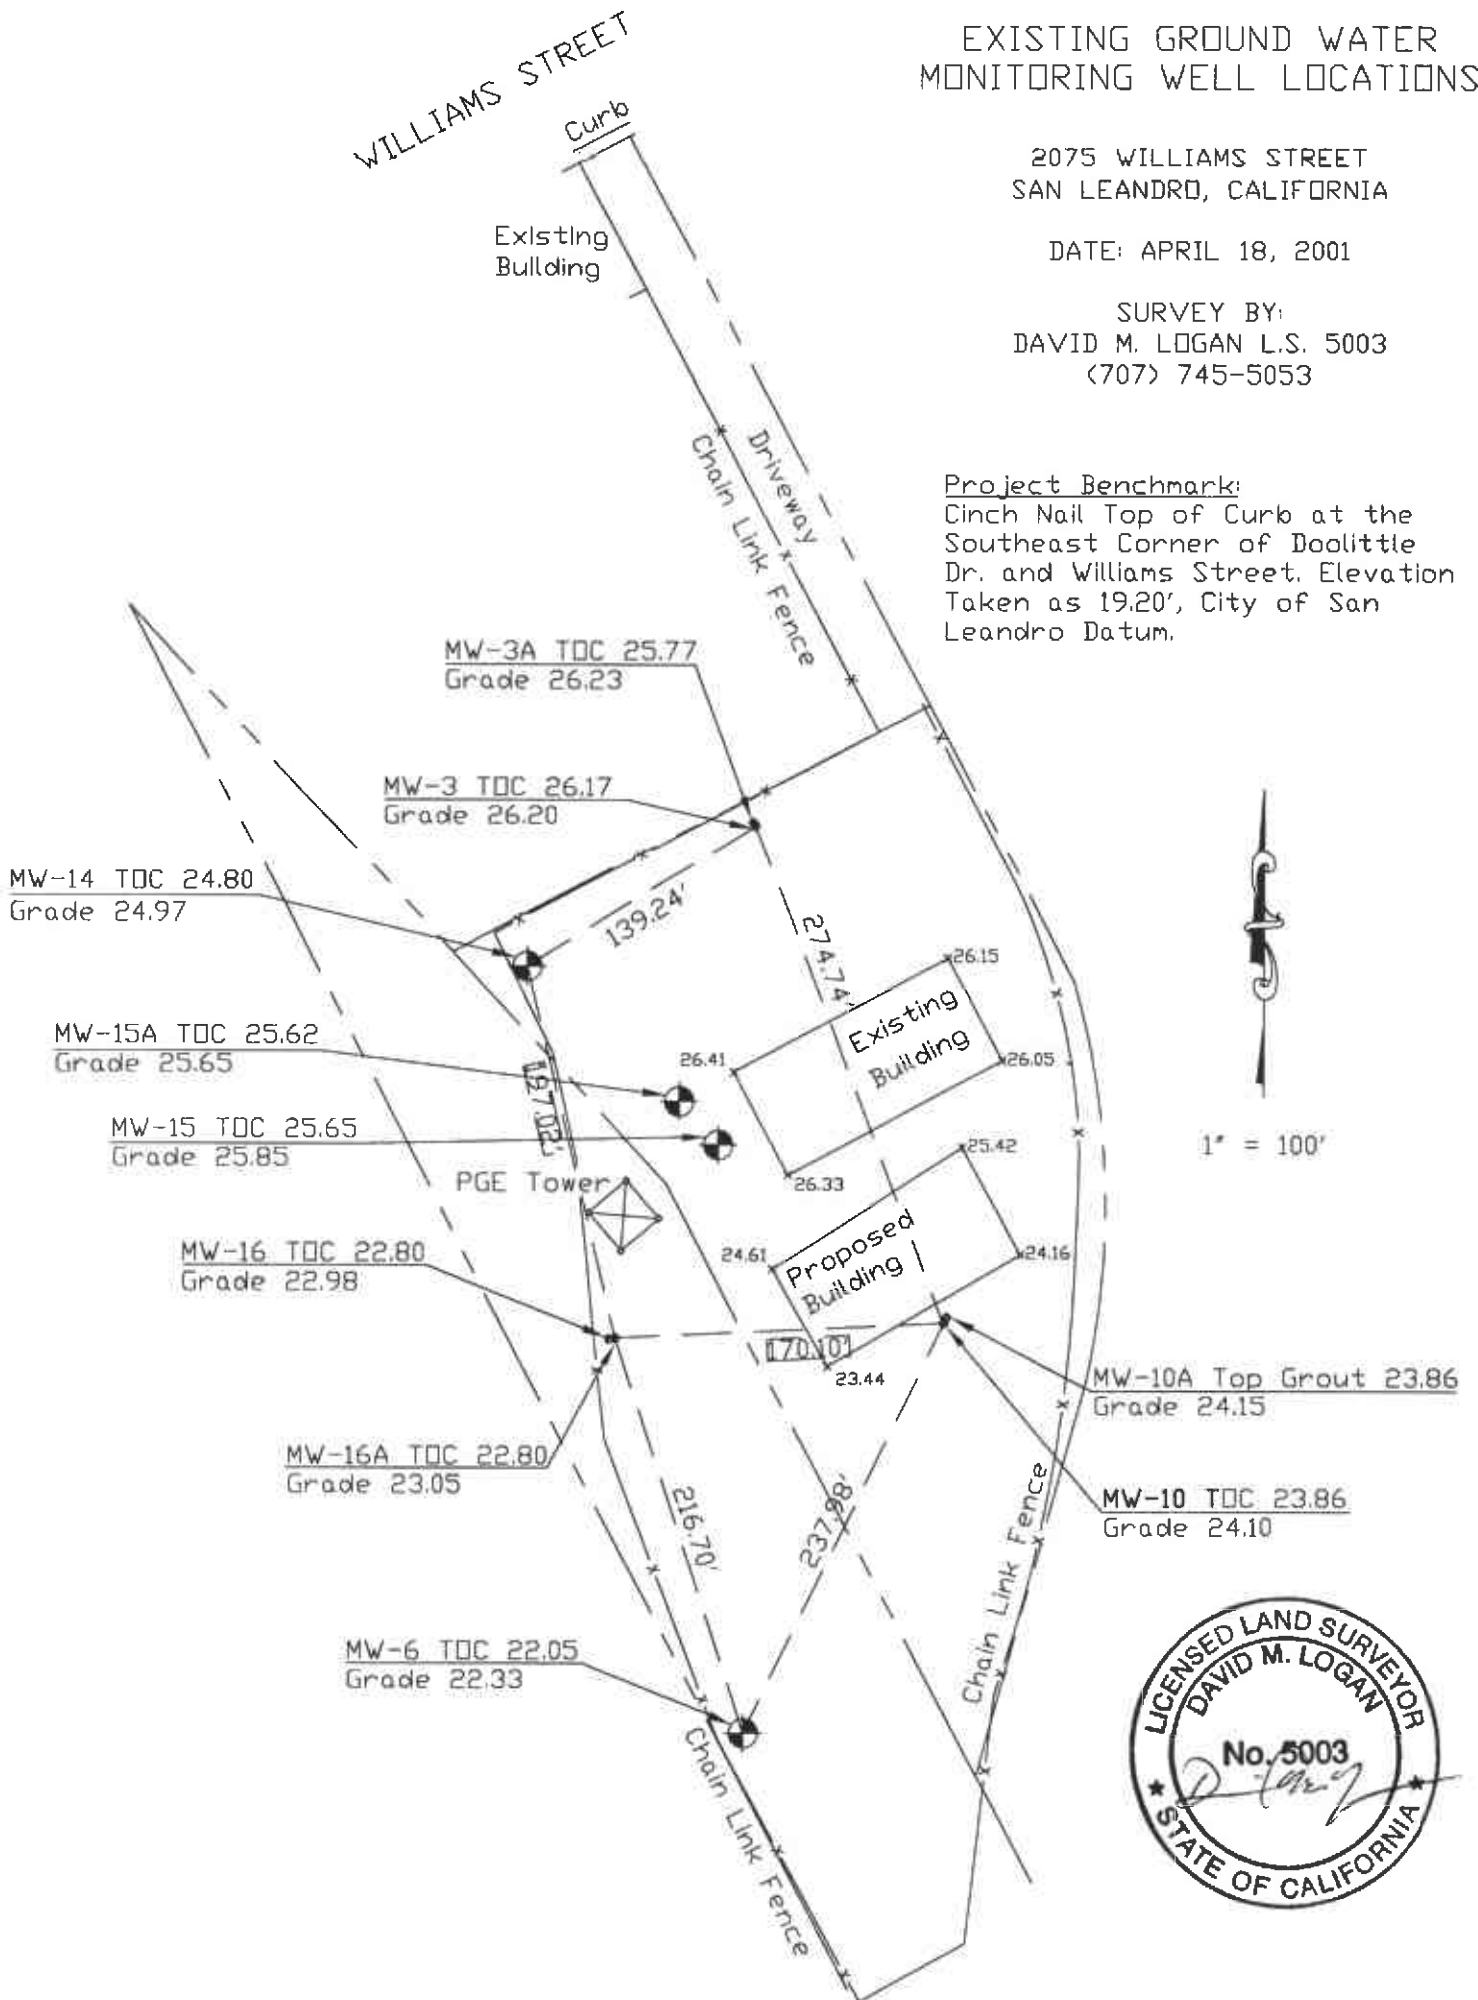 EXISTING GROUND WATER
MONITORING WELL LOCATIONS
2075 WILLIAMS STREET
SAN LEANDRO, CALIFORNIA
DATE: APRIL 18, 2001
SURVEY BY:
DAVID M. LOGAN L.S. 5003
(707) 745-5053
Project Benchmark:
Cinch Nail Top of Curb at the
Southeast Corner of Doolittle
Dr. and Williams Street. Elevation
Taken as 19.20', City of San
Leandro Datum.
WILLIAMS STREET
Curb
Existing
Building
Driveway
Chain Link Fence
MW-3A TOC 25.77
Grade 26.23
MW-3 TOC 26.17
Grade 26.20
MW-14 TOC 24.80
Grade 24.97
139.24'
274.74'
26.15
Existing
Building
26.41
26.05
26.33
MW-15A TOC 25.62
Grade 25.65
197.02'
MW-15 TOC 25.65
Grade 25.85
1" = 100'
PGE Tower
25.42
Proposed
Building
24.61
24.16
23.44
MW-16 TOC 22.80
Grade 22.98
170.10'
MW-10A Top Grout 23.86
Grade 24.15
MW-16A TOC 22.80
Grade 23.05
MW-10 TOC 23.86
Grade 24.10
216.70'
237.98'
Chain Link Fence
MW-6 TOC 22.05
Grade 22.33
Chain Link Fence
LICENSED LAND SURVEYOR
DAVID M. LOGAN
No. 5003
STATE OF CALIFORNIA